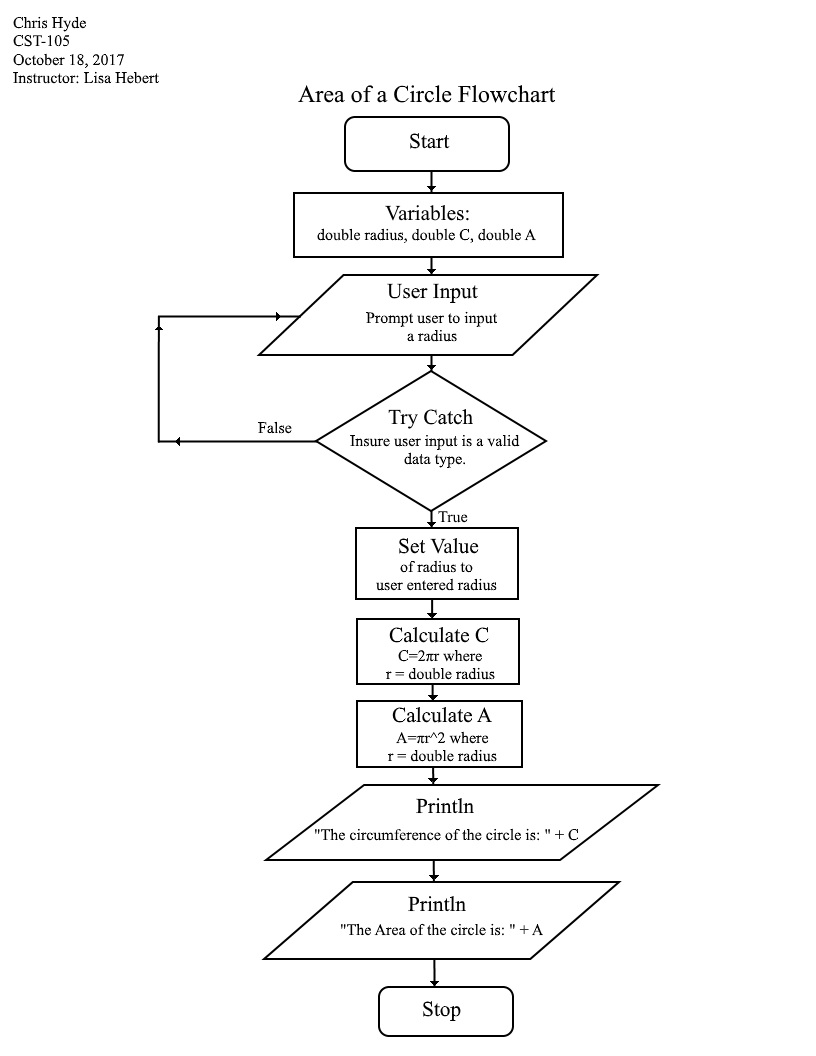 Chris Hyde
CST-105
October 18, 2017
Instructor: Lisa Hebert
Area of a Circle Flowchart
Start
Variables:
double radius, double C, double A
User Input
Prompt user to input
a radius
Try Catch
False
Insure user input is a valid
data type.
True
Set Value
of radius to
user entered radius
Calculate C
C=2πr where
r = double radius
Calculate A
A=πr^2 where
r = double radius
Println
"The circumference of the circle is: " + C
Println
"The Area of the circle is: " + A
Stop